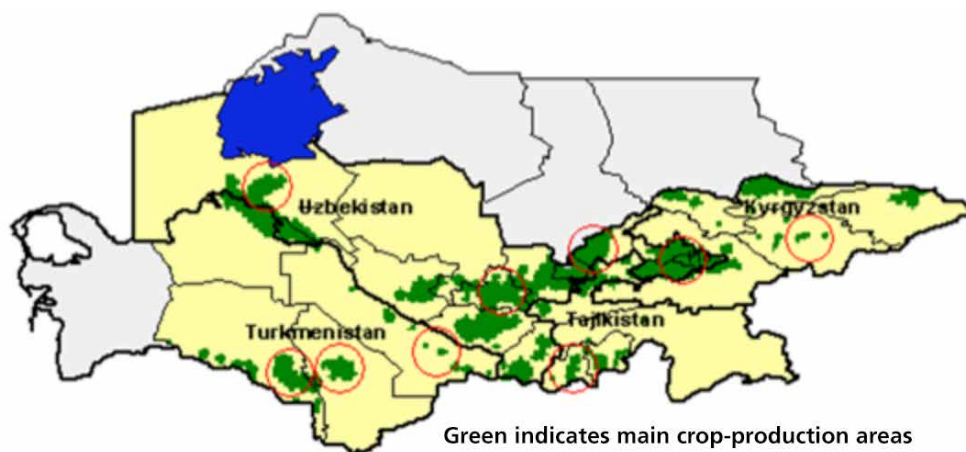 Uzbekistan
Kyrgyzstan
Turkmenistan
Tajikistan
Green indicates main crop-production areas